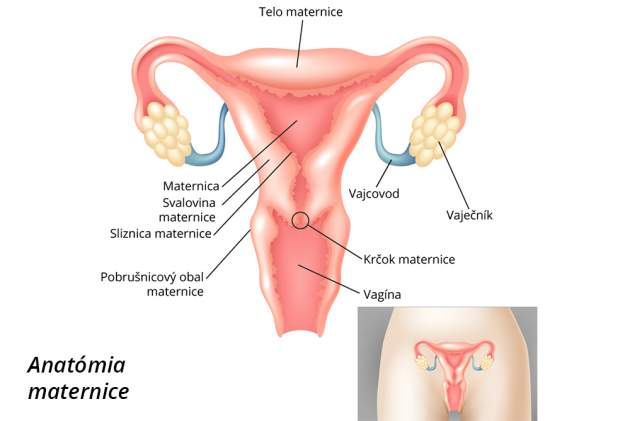 Telo maternice
Maternica
Svalovina
maternice
Sliznica maternice
Pobrušnicový obal
maternice
Vajcovod
Vaječník
Krčok maternice
Vagína
Anatómia
maternice